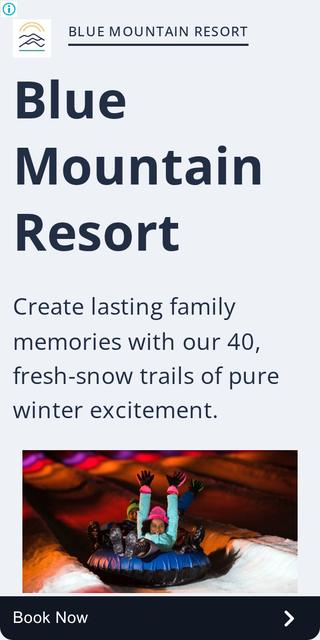 BLUE MOUNTAIN RESORT
Blue
Mountain
Resort
Create lasting family
memories with our 40,
fresh-snow trails of pure
winter excitement.
Book Now